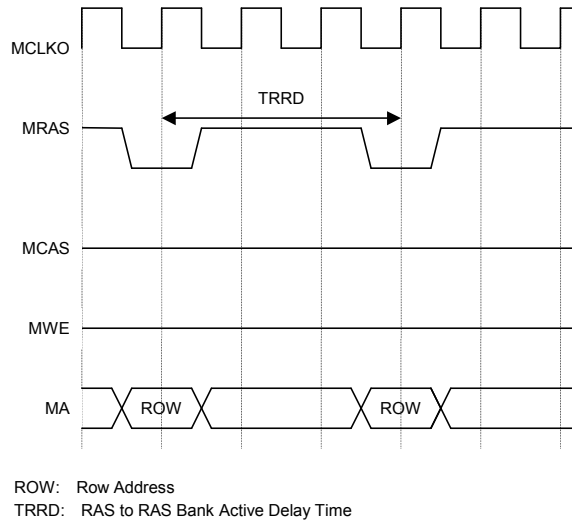 MCLKO
TRRD
MRAS
MCAS
MWE
MA ROW ROW
ROW: Row Address
TRRD: RAS to RAS Bank Active Delay Time